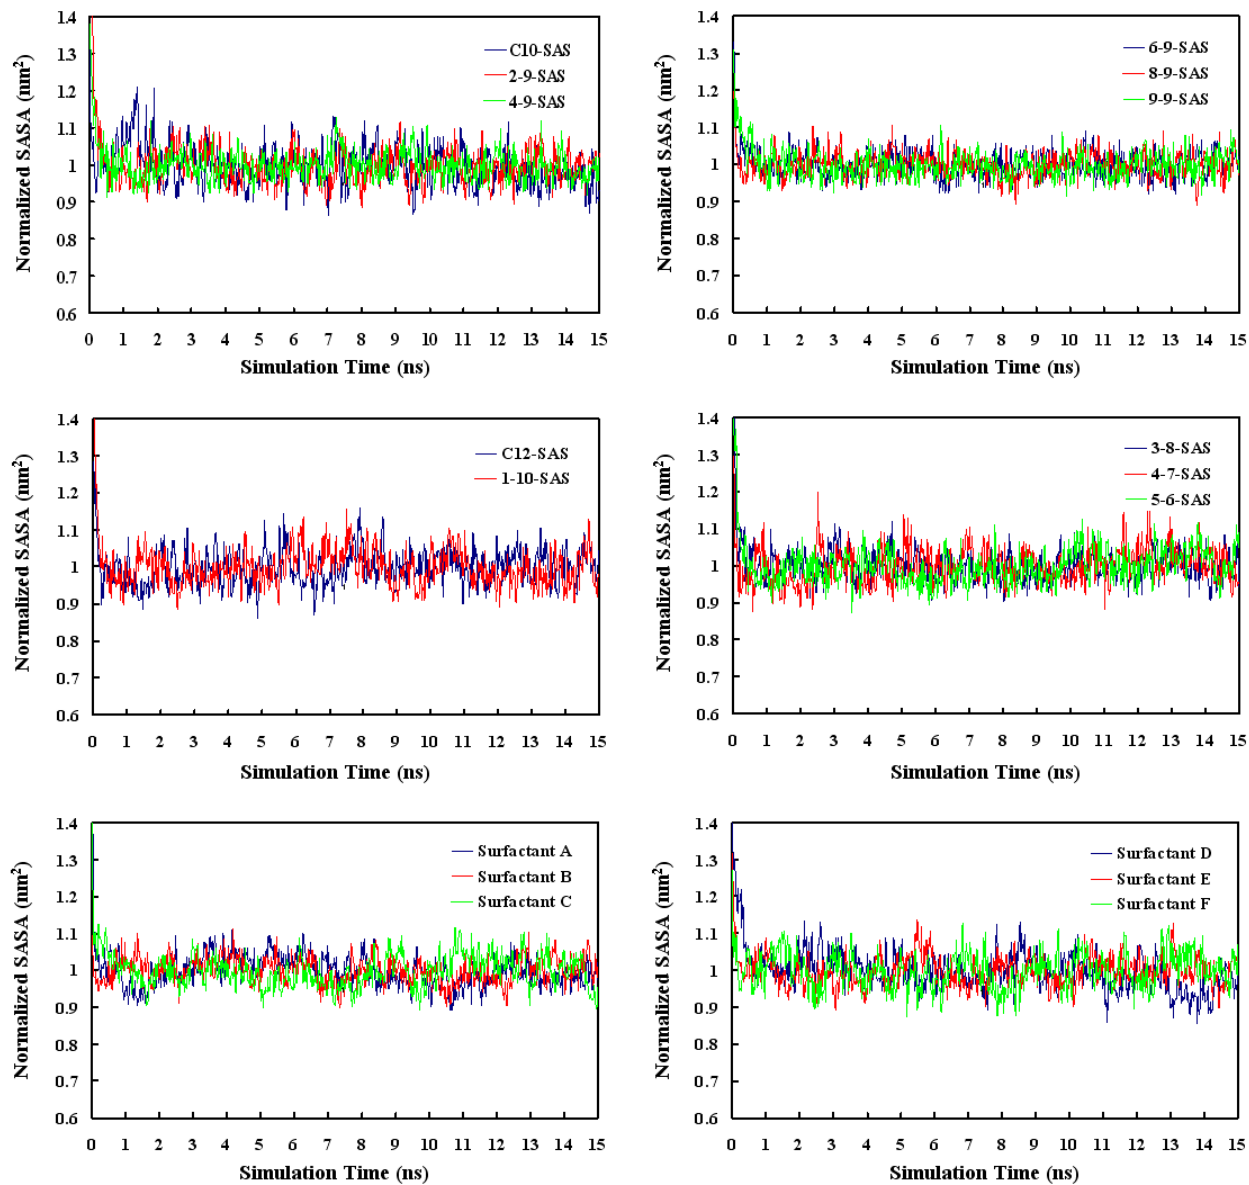 Normalized SASA (nm²)
1.4
1.3
1.2
1.1
1
0.9
0.8
0.7
0.6
C10-SAS
2-9-SAS
4-9-SAS
0 1 2 3 4 5 6 7 8 9 10 11 12 13 14 15
Simulation Time (ns)
Normalized SASA (nm²)
1.4
1.3
1.2
1.1
1
0.9
0.8
0.7
0.6
6-9-SAS
8-9-SAS
9-9-SAS
0 1 2 3 4 5 6 7 8 9 10 11 12 13 14 15
Simulation Time (ns)
Normalized SASA (nm²)
1.4
1.3
1.2
1.1
1
0.9
0.8
0.7
0.6
C12-SAS
1-10-SAS
0 1 2 3 4 5 6 7 8 9 10 11 12 13 14 15
Simulation Time (ns)
Normalized SASA (nm²)
1.4
1.3
1.2
1.1
1
0.9
0.8
0.7
0.6
3-8-SAS
4-7-SAS
5-6-SAS
0 1 2 3 4 5 6 7 8 9 10 11 12 13 14 15
Simulation Time (ns)
Normalized SASA (nm²)
1.4
1.3
1.2
1.1
1
0.9
0.8
0.7
0.6
Surfactant A
Surfactant B
Surfactant C
0 1 2 3 4 5 6 7 8 9 10 11 12 13 14 15
Simulation Time (ns)
Normalized SASA (nm²)
1.4
1.3
1.2
1.1
1
0.9
0.8
0.7
0.6
Surfactant D
Surfactant E
Surfactant F
0 1 2 3 4 5 6 7 8 9 10 11 12 13 14 15
Simulation Time (ns)